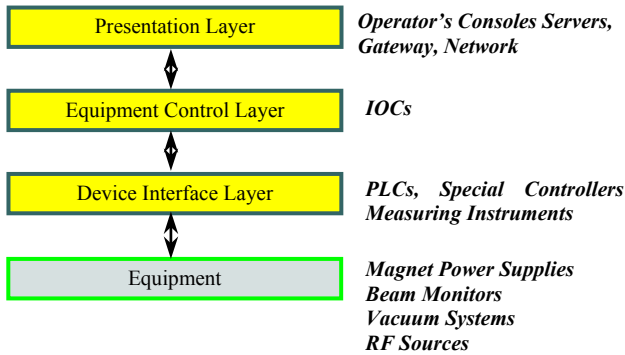 Presentation Layer
Operator's Consoles Servers,
Gateway, Network
Equipment Control Layer
IOCs
Device Interface Layer
PLCs, Special Controllers
Measuring Instruments
Equipment
Magnet Power Supplies
Beam Monitors
Vacuum Systems
RF Sources